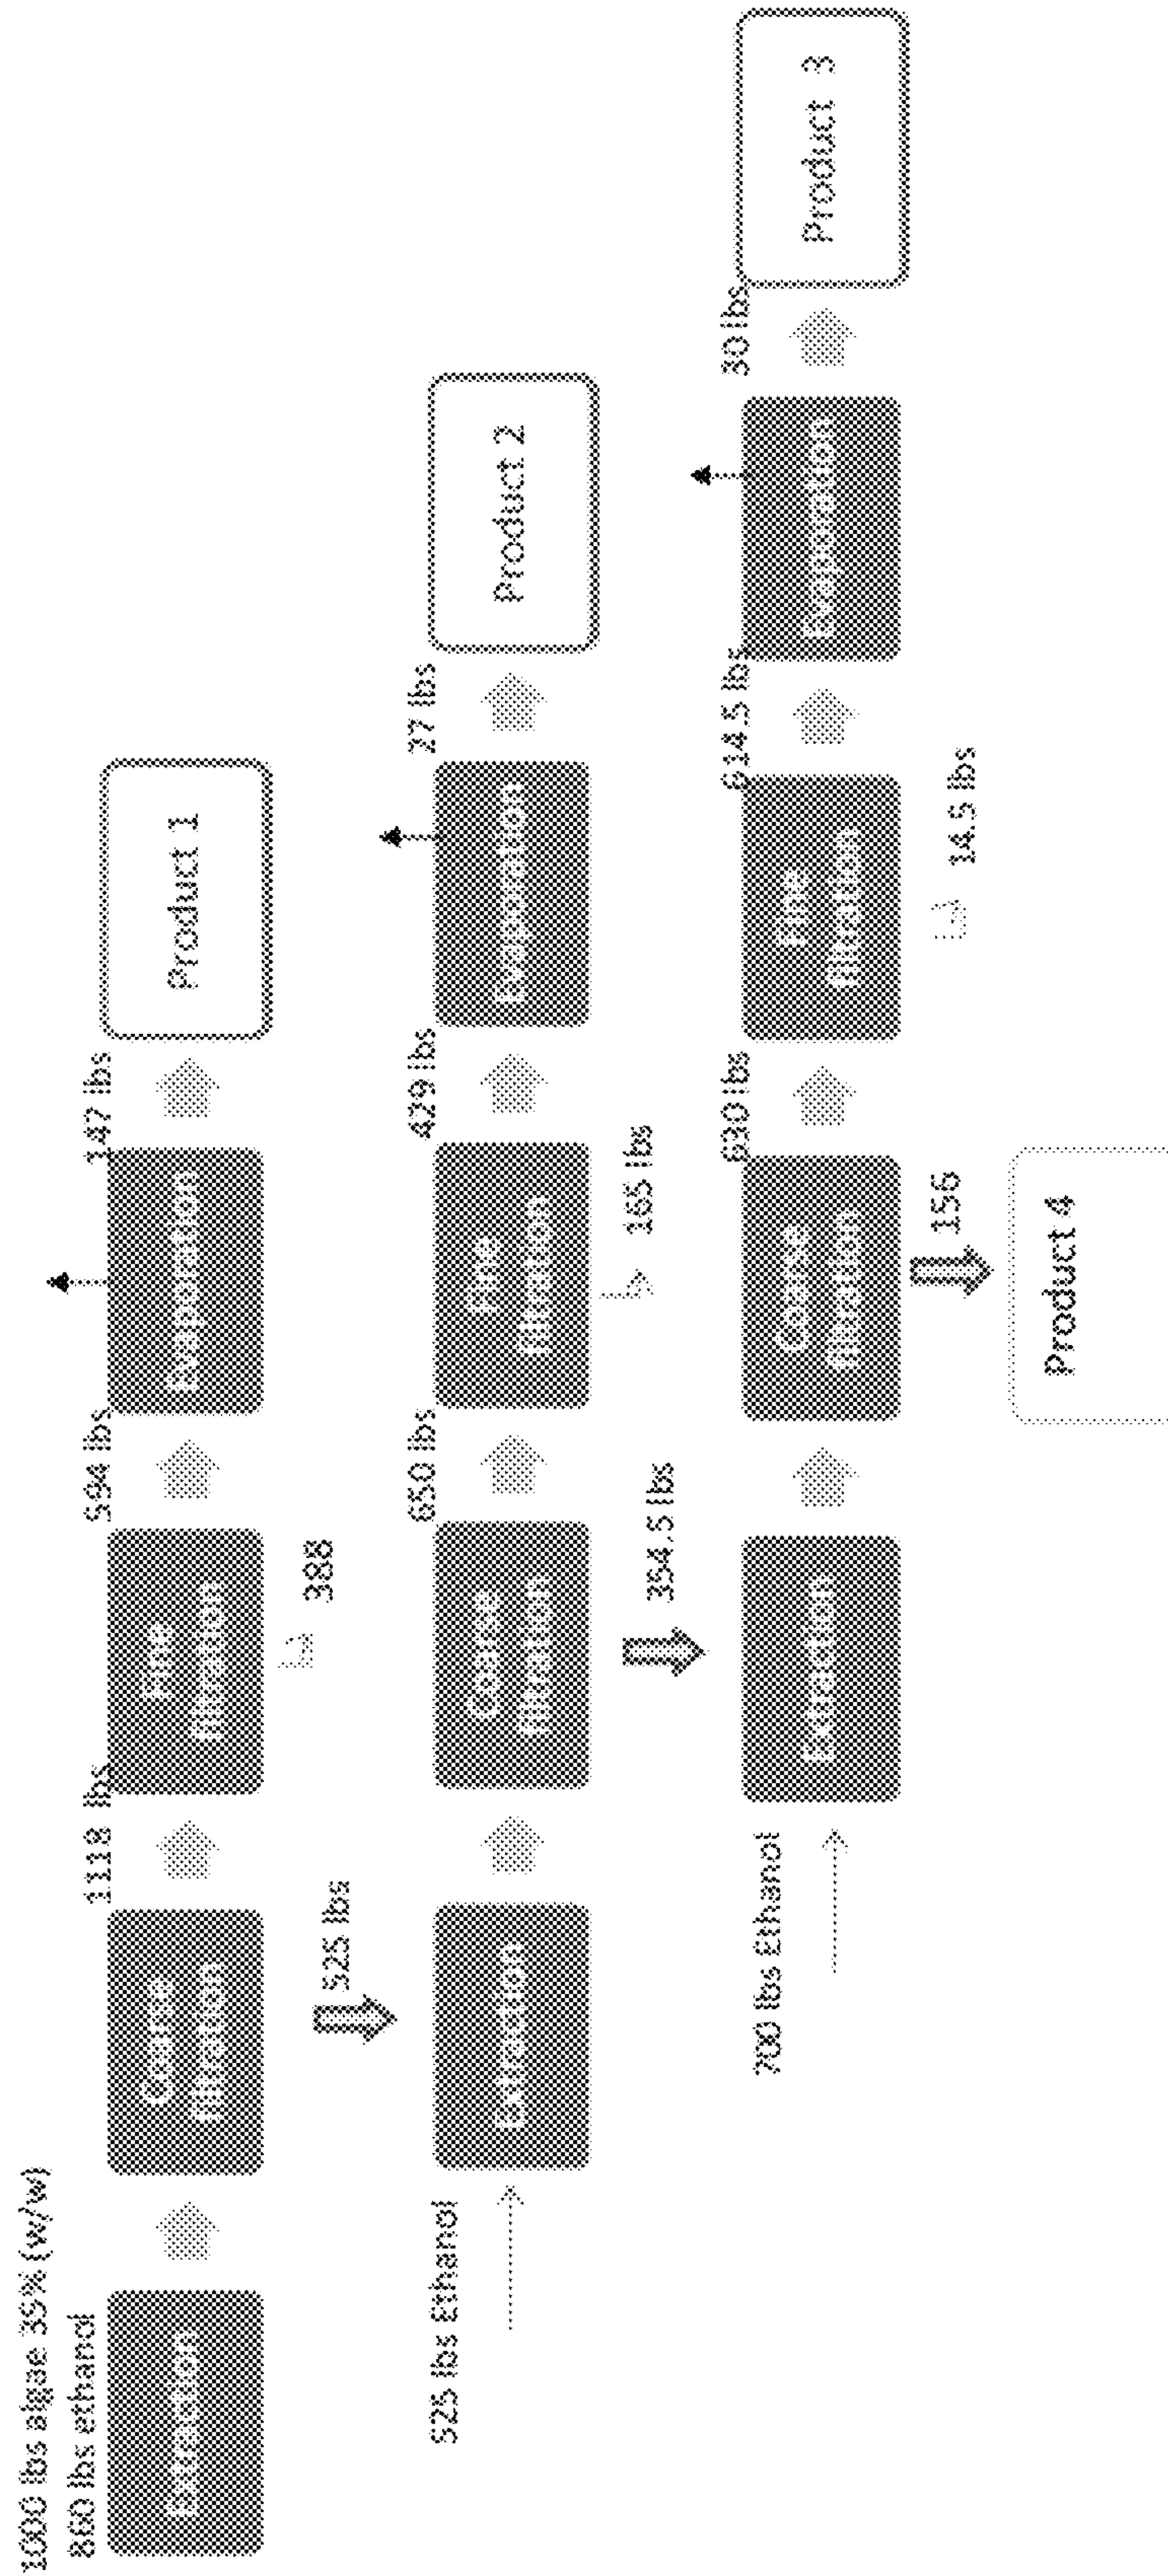 1000 lbs algae 35% (w/w)
860 lbs ethanol
Extraction
Coarse
filtration
1118 lbs
Fine
filtration
594 lbs
Evaporation
147 lbs
Product 1
525 lbs
388
525 lbs Ethanol
Extraction
Coarse
filtration
650 lbs
Fine
filtration
429 lbs
Evaporation
27 lbs
Product 2
354.5 lbs
165 lbs
700 lbs Ethanol
Extraction
Coarse
filtration
630 lbs
Fine
filtration
614.5 lbs
Evaporation
30 lbs
Product 3
156
14.5 lbs
Product 4